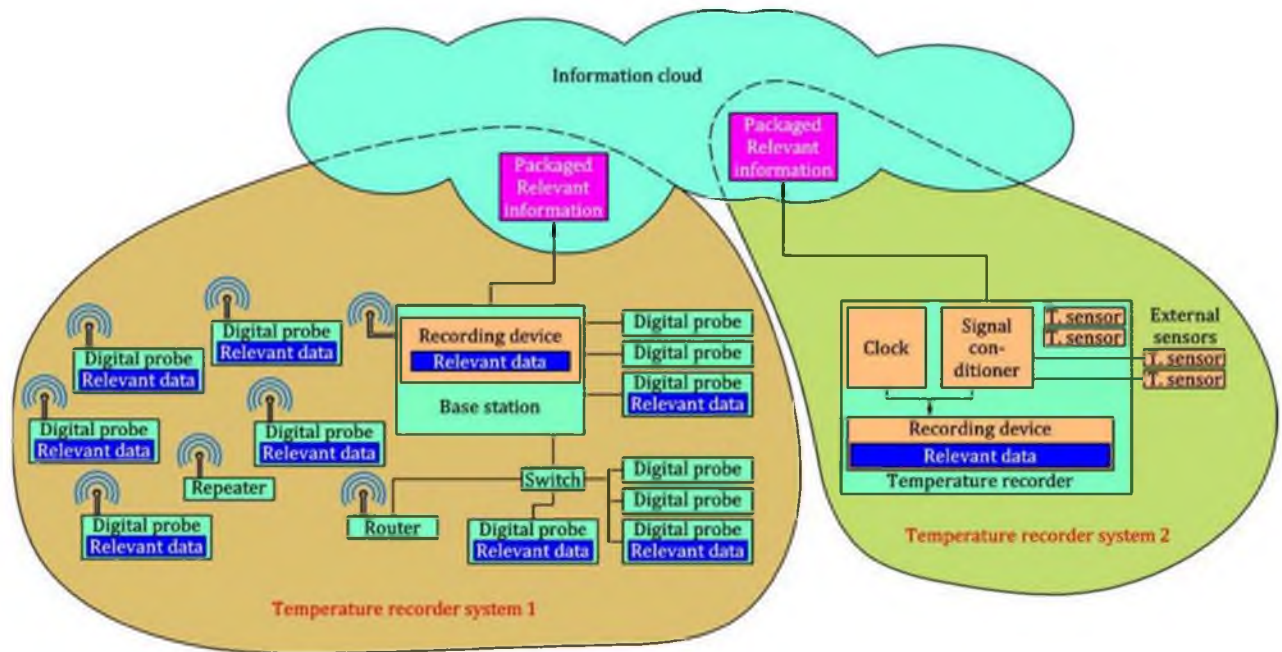 Information cloud
Packaged
Relevant
information
Packaged
Relevant
information
Digital probe
Relevant data
Digital probe
Relevant data
Digital probe
Relevant data
Digital probe
Relevant data
Digital probe
Relevant data
Repeater
Router
Recording device
Relevant data
Base station
Switch
Digital probe
Digital probe
Digital probe
Relevant data
Digital probe
Digital probe
Digital probe
Relevant data
Digital probe
Relevant data
Temperature recorder system 1
Clock
Signal
con-
ditioner
T. sensor
T. sensor
External
sensors
T. sensor
T. sensor
Recording device
Relevant data
Temperature recorder
Temperature recorder system 2